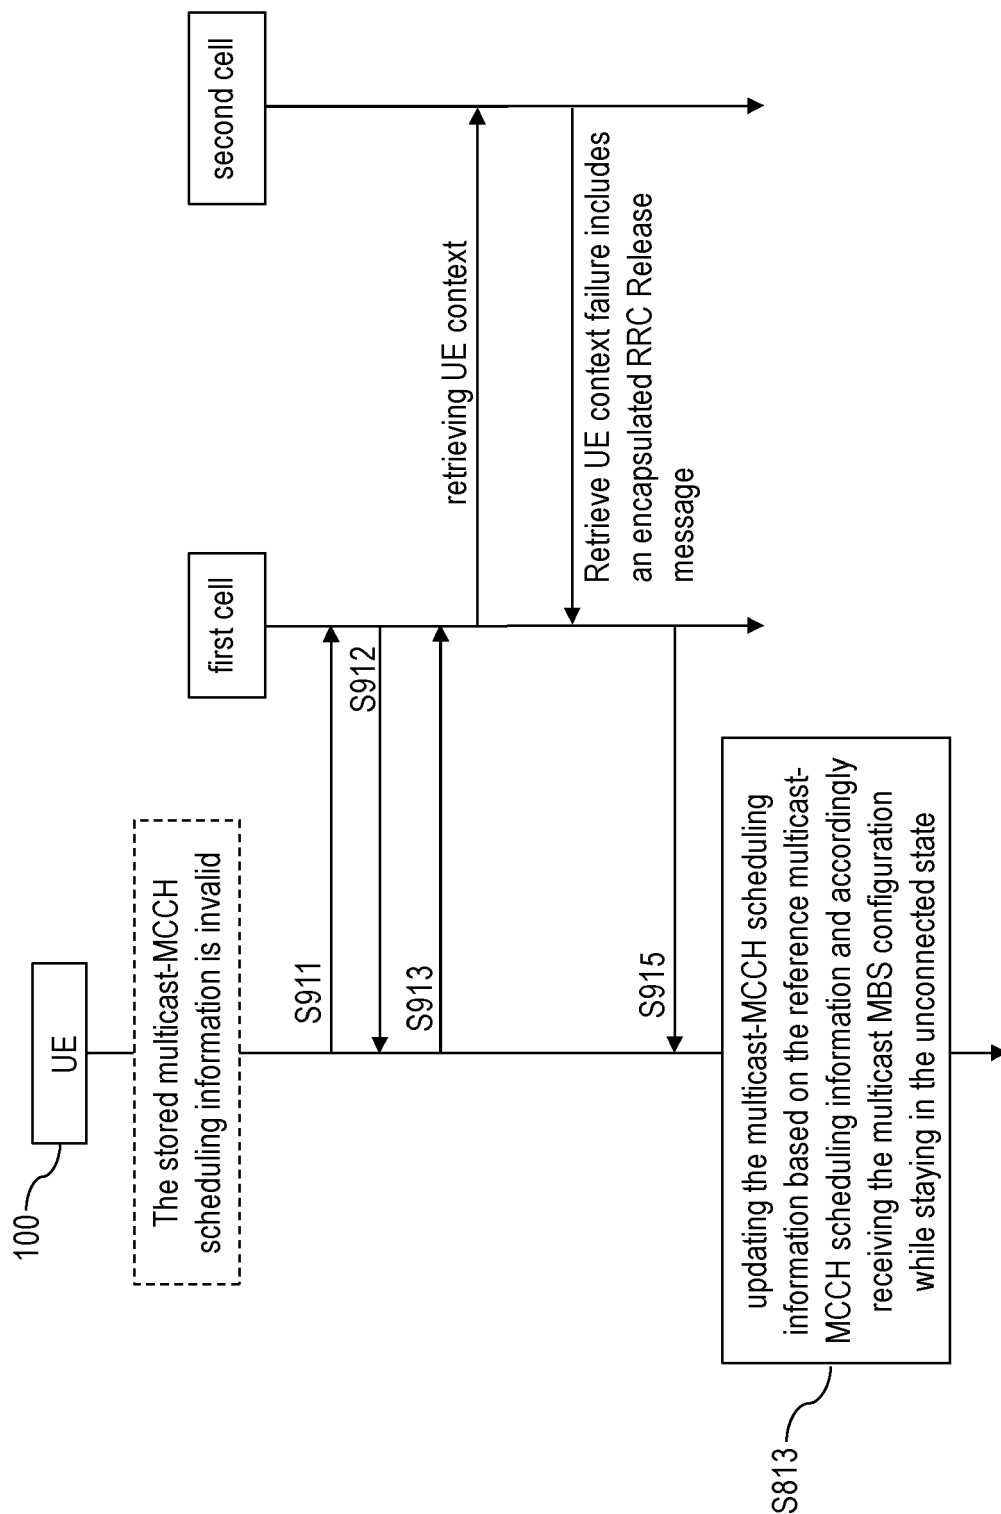 100
UE
first cell
second cell
The stored multicast-MCCH
scheduling information is invalid
S911
S912
S913
retrieving UE context
Retrieve UE context failure includes
an encapsulated RRC Release
message
S915
S813
updating the multicast-MCCH scheduling
information based on the reference multicast-
MCCH scheduling information and accordingly
receiving the multicast MBS configuration
while staying in the unconnected state